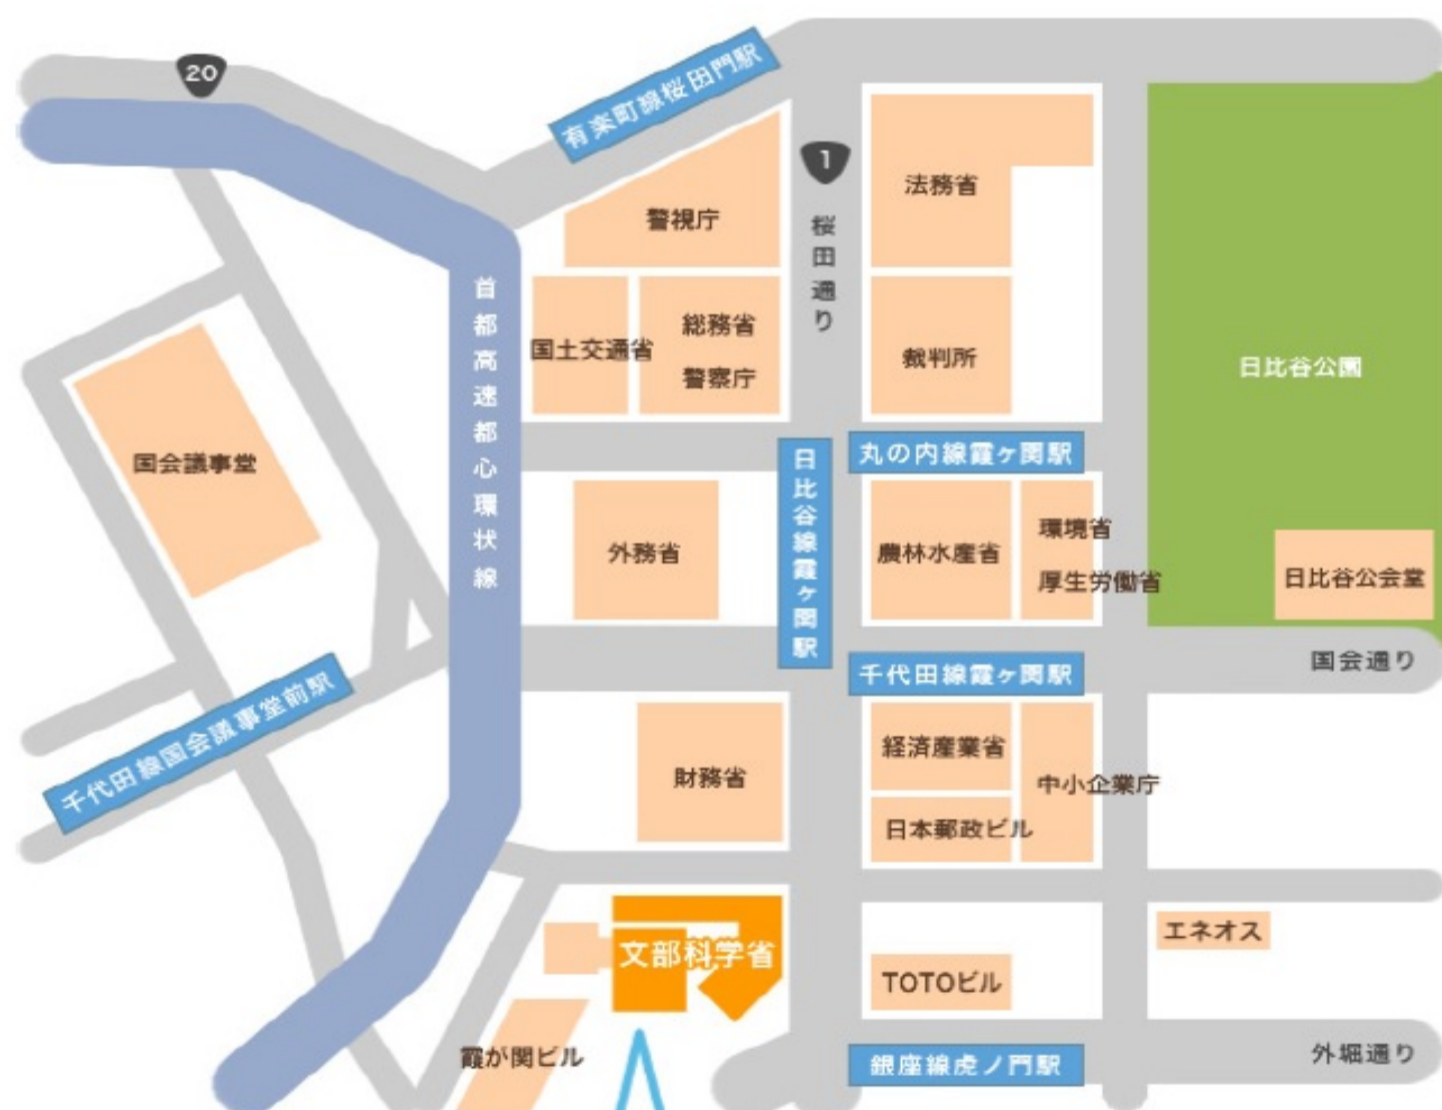 20
有楽町線桜田門駅
1
桜田通り
法務省
警視庁
首都高速都心環状線
国土交通省
総務省
警察庁
裁判所
日比谷公園
国会議事堂
日比谷線霞ヶ関駅
丸の内線霞ヶ関駅
外務省
農林水産省
環境省
厚生労働省
日比谷公会堂
国会通り
千代田線国会議事堂前駅
千代田線霞ヶ関駅
財務省
経済産業省
中小企業庁
日本郵政ビル
文部科学省
エネオス
TOTOビル
霞が関ビル
銀座線虎ノ門駅
外堀通り